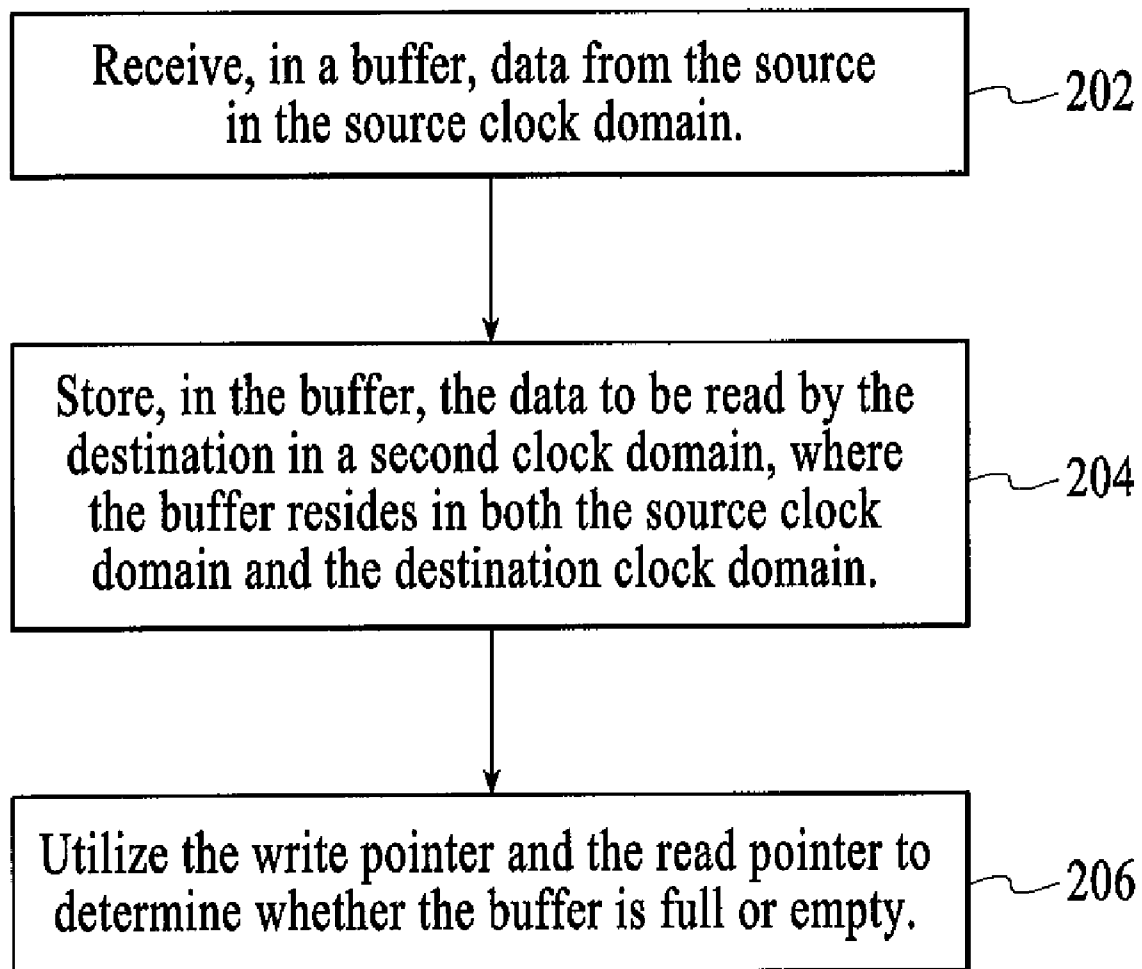 Receive, in a buffer, data from the source
in the source clock domain.
202
Store, in the buffer, the data to be read by the
destination in a second clock domain, where
the buffer resides in both the source clock
domain and the destination clock domain.
204
Utilize the write pointer and the read pointer to
determine whether the buffer is full or empty.
206